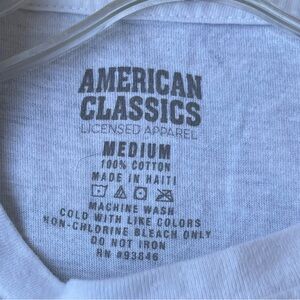 AMERICAN
CLASSICS
LICENSED APPAREL
MEDIUM
100% COTTON
MADE IN HAITI
MACHINE WASH
COLD WITH LIKE COLORS
NON-CHLORINE BLEACH ONLY
DO NOT IRON
RN #93846